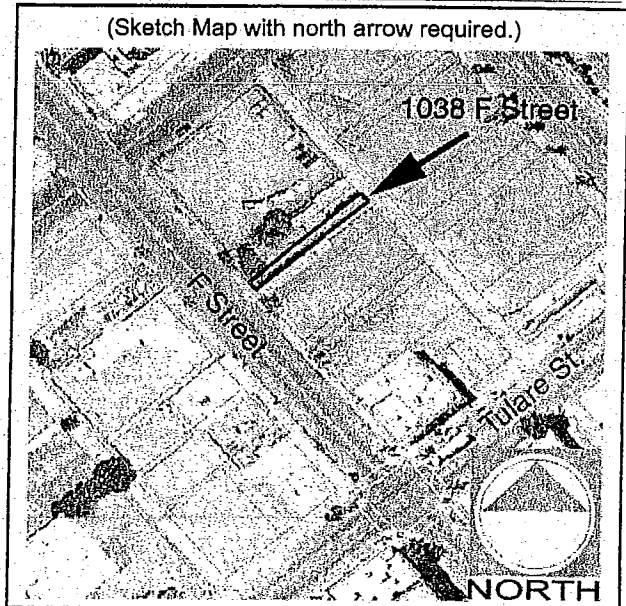 (Sketch Map with north arrow required.)
1038 F Street
F Street
Tulare St.
NORTH